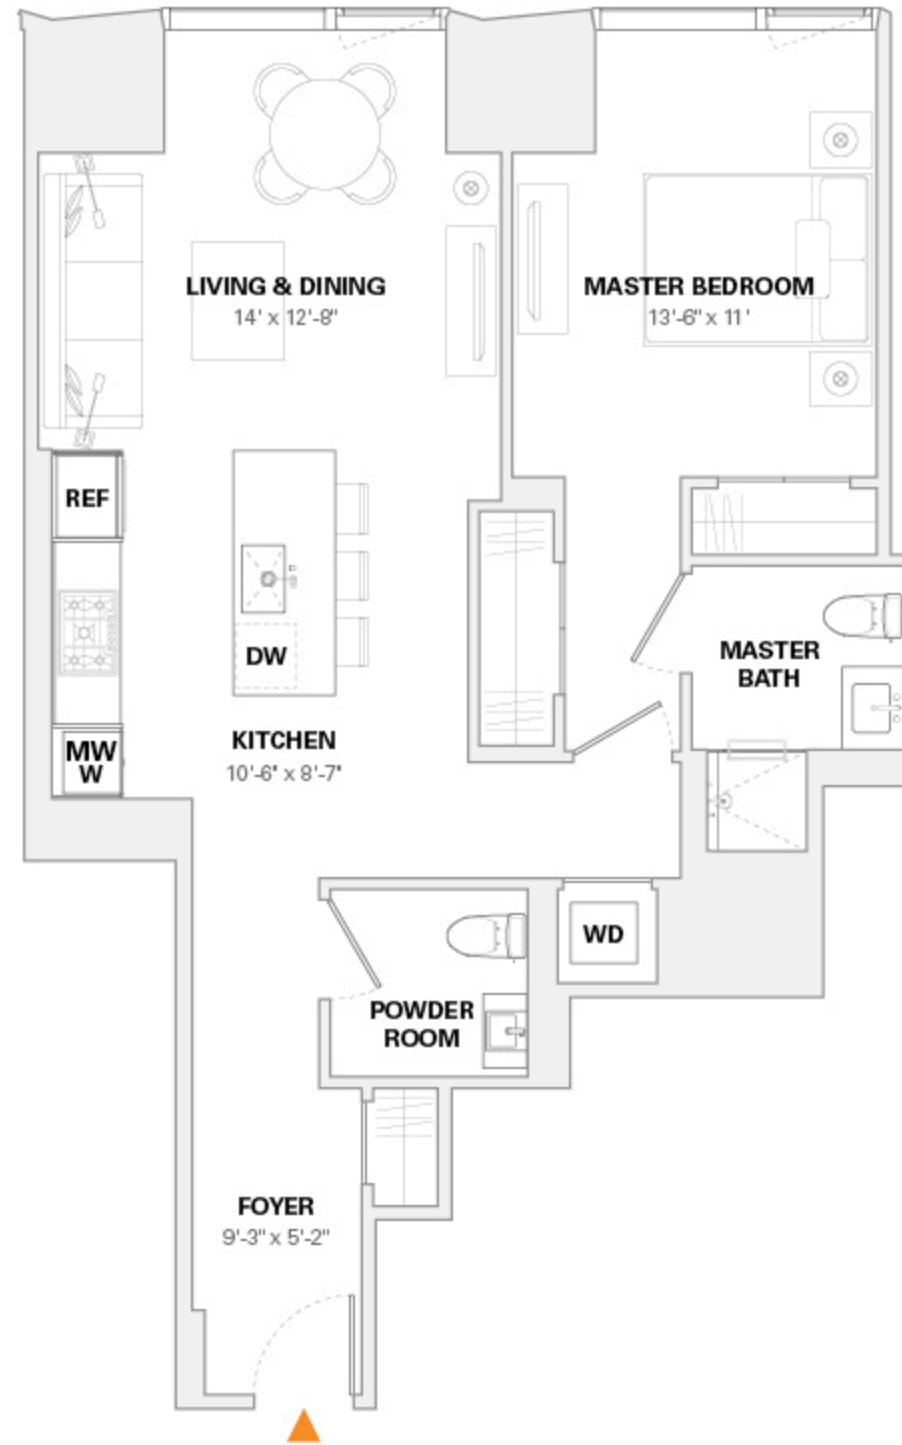 LIVING & DINING
14' x 12'-8"
MASTER BEDROOM
13'-6" x 11'
REF
DW
MASTER
BATH
KITCHEN
10'-6" x 8'-7"
MW
W
WD
POWDER
ROOM
FOYER
9'-3" x 5'-2"